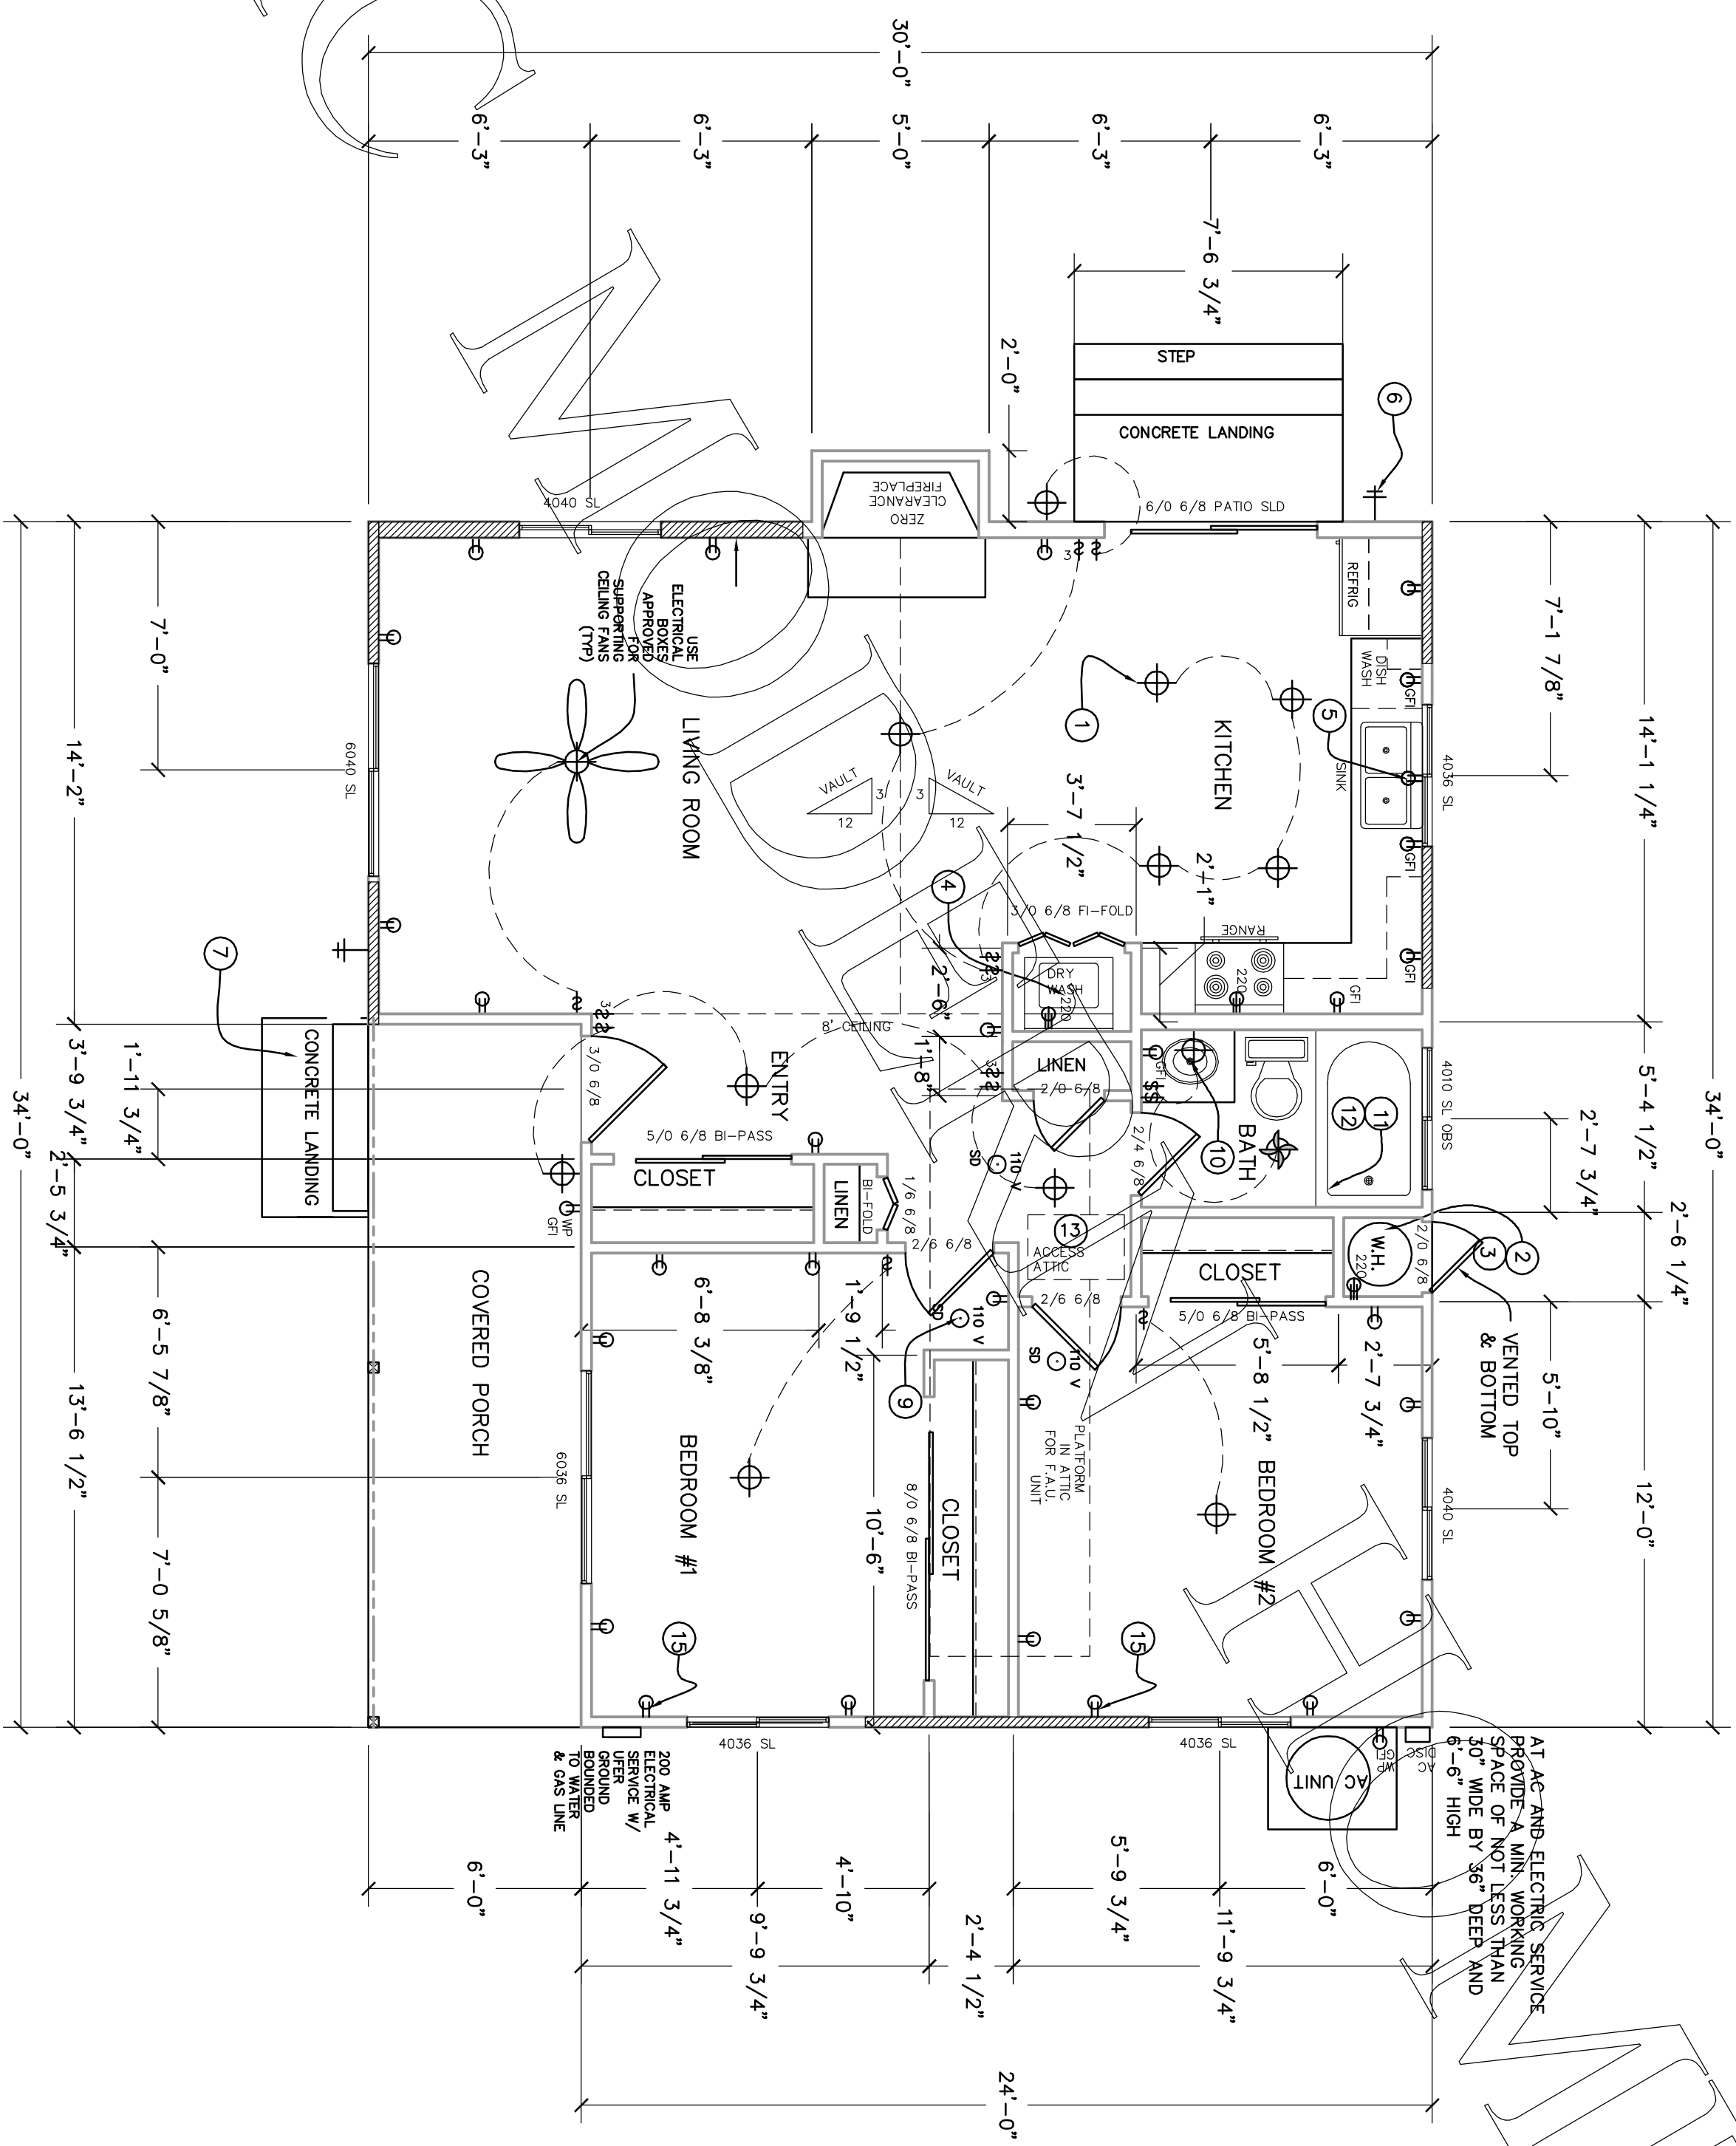 30'-0"
6'-3"
6'-3"
5'-0"
6'-3"
6'-3"
7'-6 3/4"
2'-0"
STEP
CONCRETE LANDING
6
6/0 6/8 PATIO SLD
4040 SL
ZERO
CLEARANCE
FIREPLACE
34'-0"
14'-1 1/4"
5'-4 1/2"
2'-6 1/4"
12'-0"
7'-1 7/8"
2'-7 3/4"
5'-10"
4036 SL
4010 SL OBS
4040 SL
VENTED TOP
& BOTTOM
REFRIG
DISH
WASH
GFI
5
SINK
GFI
GFI
GFI
RANGE
220
KITCHEN
1
3'-7 1/2"
2'-1"
3/0 6/8 FI-FOLD
4
DRY
WASH
220
2'-6"
1'-8"
3
VAULT
3
12
VAULT
3
12
LIVING ROOM
USE
ELECTRICAL
BOXES
APPROVED
FOR
SUPPORTING
CEILING FANS
(TYP)
8' CEILING
3
3
3
ENTRY
3/0 6/8
5/0 6/8 BI-PASS
CLOSET
LINEN
BI-FOLD
1/6 6/8
LINEN
2/0 6/8
GFI
BATH
10
11
12
2/4 6/8
110 V
SD
13
ACCESS
ATTIC
2/6 6/8
2/6 6/8
W.H.
220
2/0 6/8
2
3
CLOSET
5/0 6/8 BI-PASS
5'-8 1/2"
2'-7 3/4"
110 V
SD
110 V
SD
9
6'-8 3/8"
1'-9 1/2"
10'-6"
PLATFORM
IN ATTIC
FOR F.A.U.
UNIT
BEDROOM #2
BEDROOM #1
CLOSET
8/0 6/8 BI-PASS
15
15
4036 SL
4036 SL
6036 SL
6040 SL
WP
GFI
COVERED PORCH
CONCRETE LANDING
7
7'-0"
1'-11 3/4"
6'-5 7/8"
7'-0 5/8"
14'-2"
3'-9 3/4"
2'-5 3/4"
13'-6 1/2"
34'-0"
AC
DISC
WP
GFI
AC UNIT
AT AC AND ELECTRIC SERVICE
PROVIDE A MIN. WORKING
SPACE OF NOT LESS THAN
30" WIDE BY 36" DEEP AND
6'-6" HIGH
200 AMP
ELECTRICAL
SERVICE W/
UFER
GROUND
BOUNDED
TO WATER
& GAS LINE
6'-0"
4'-11 3/4"
4'-10"
5'-9 3/4"
6'-0"
9'-9 3/4"
2'-4 1/2"
11'-9 3/4"
24'-0"